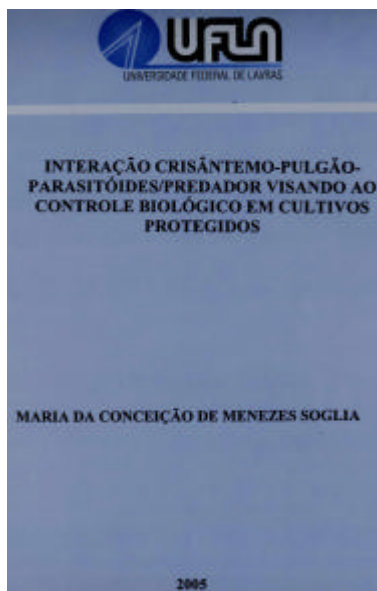 UFLA
UNIVERSIDADE FEDERAL DE LAVRAS
INTERAÇÃO CRISÂNTEMO-PULGÃO-
PARASITÓIDES/PREDADOR VISANDO AO
CONTROLE BIOLÓGICO EM CULTIVOS
PROTEGIDOS
MARIA DA CONCEIÇÃO DE MENEZES SOGLIA
2005